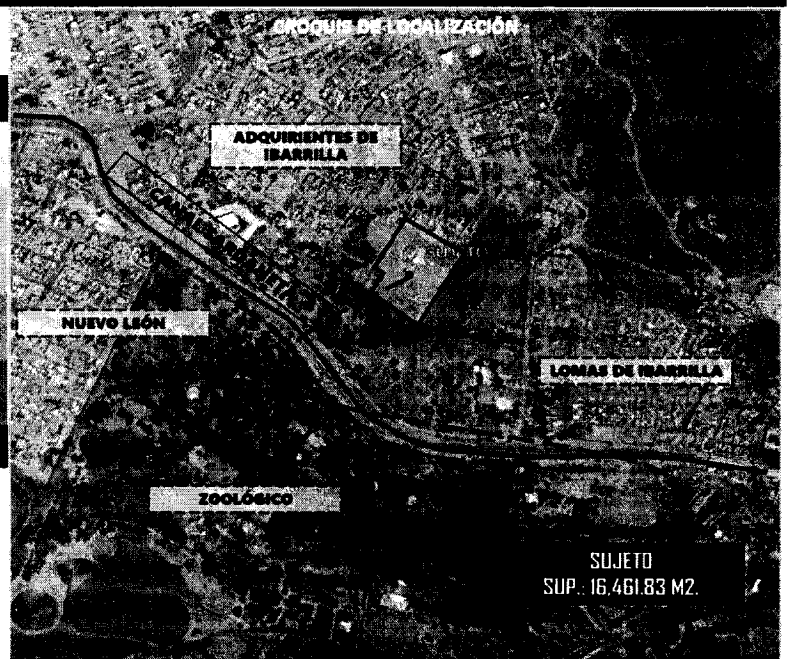 CROQUIS DE LOCALIZACIÓN
ADQUIRIENTES DE
IBARRILLA
NUEVO LEÓN
LOMAS DE IBARRILLA
ZOOLÓGICO
SUJETO
SUP.: 16,461.83 M2.